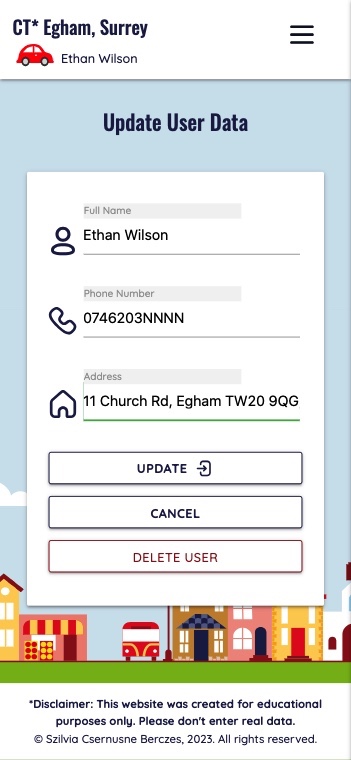 CT* Egham, Surrey
Ethan Wilson
Update User Data
Full Name
Ethan Wilson
Phone Number
0746203NNNN
Address
11 Church Rd, Egham TW20 9QG
UPDATE
CANCEL
DELETE USER
*Disclaimer: This website was created for educational
purposes only. Please don't enter real data.
© Szilvia Csernusne Berczes, 2023. All rights reserved.